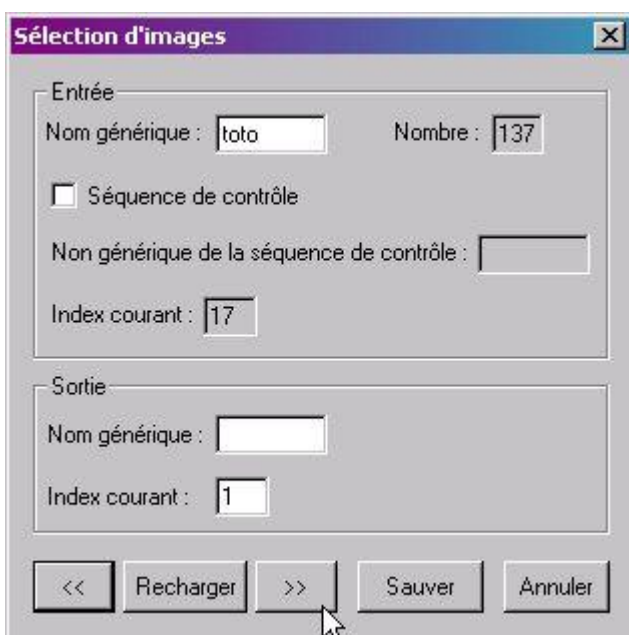 Sélection d'images
Entrée
Nom générique : toto Nombre : 137
Séquence de contrôle
Non générique de la séquence de contrôle :
Index courant : 17
Sortie
Nom générique :
Index courant : 1
<< Recharger >> Sauver Annuler